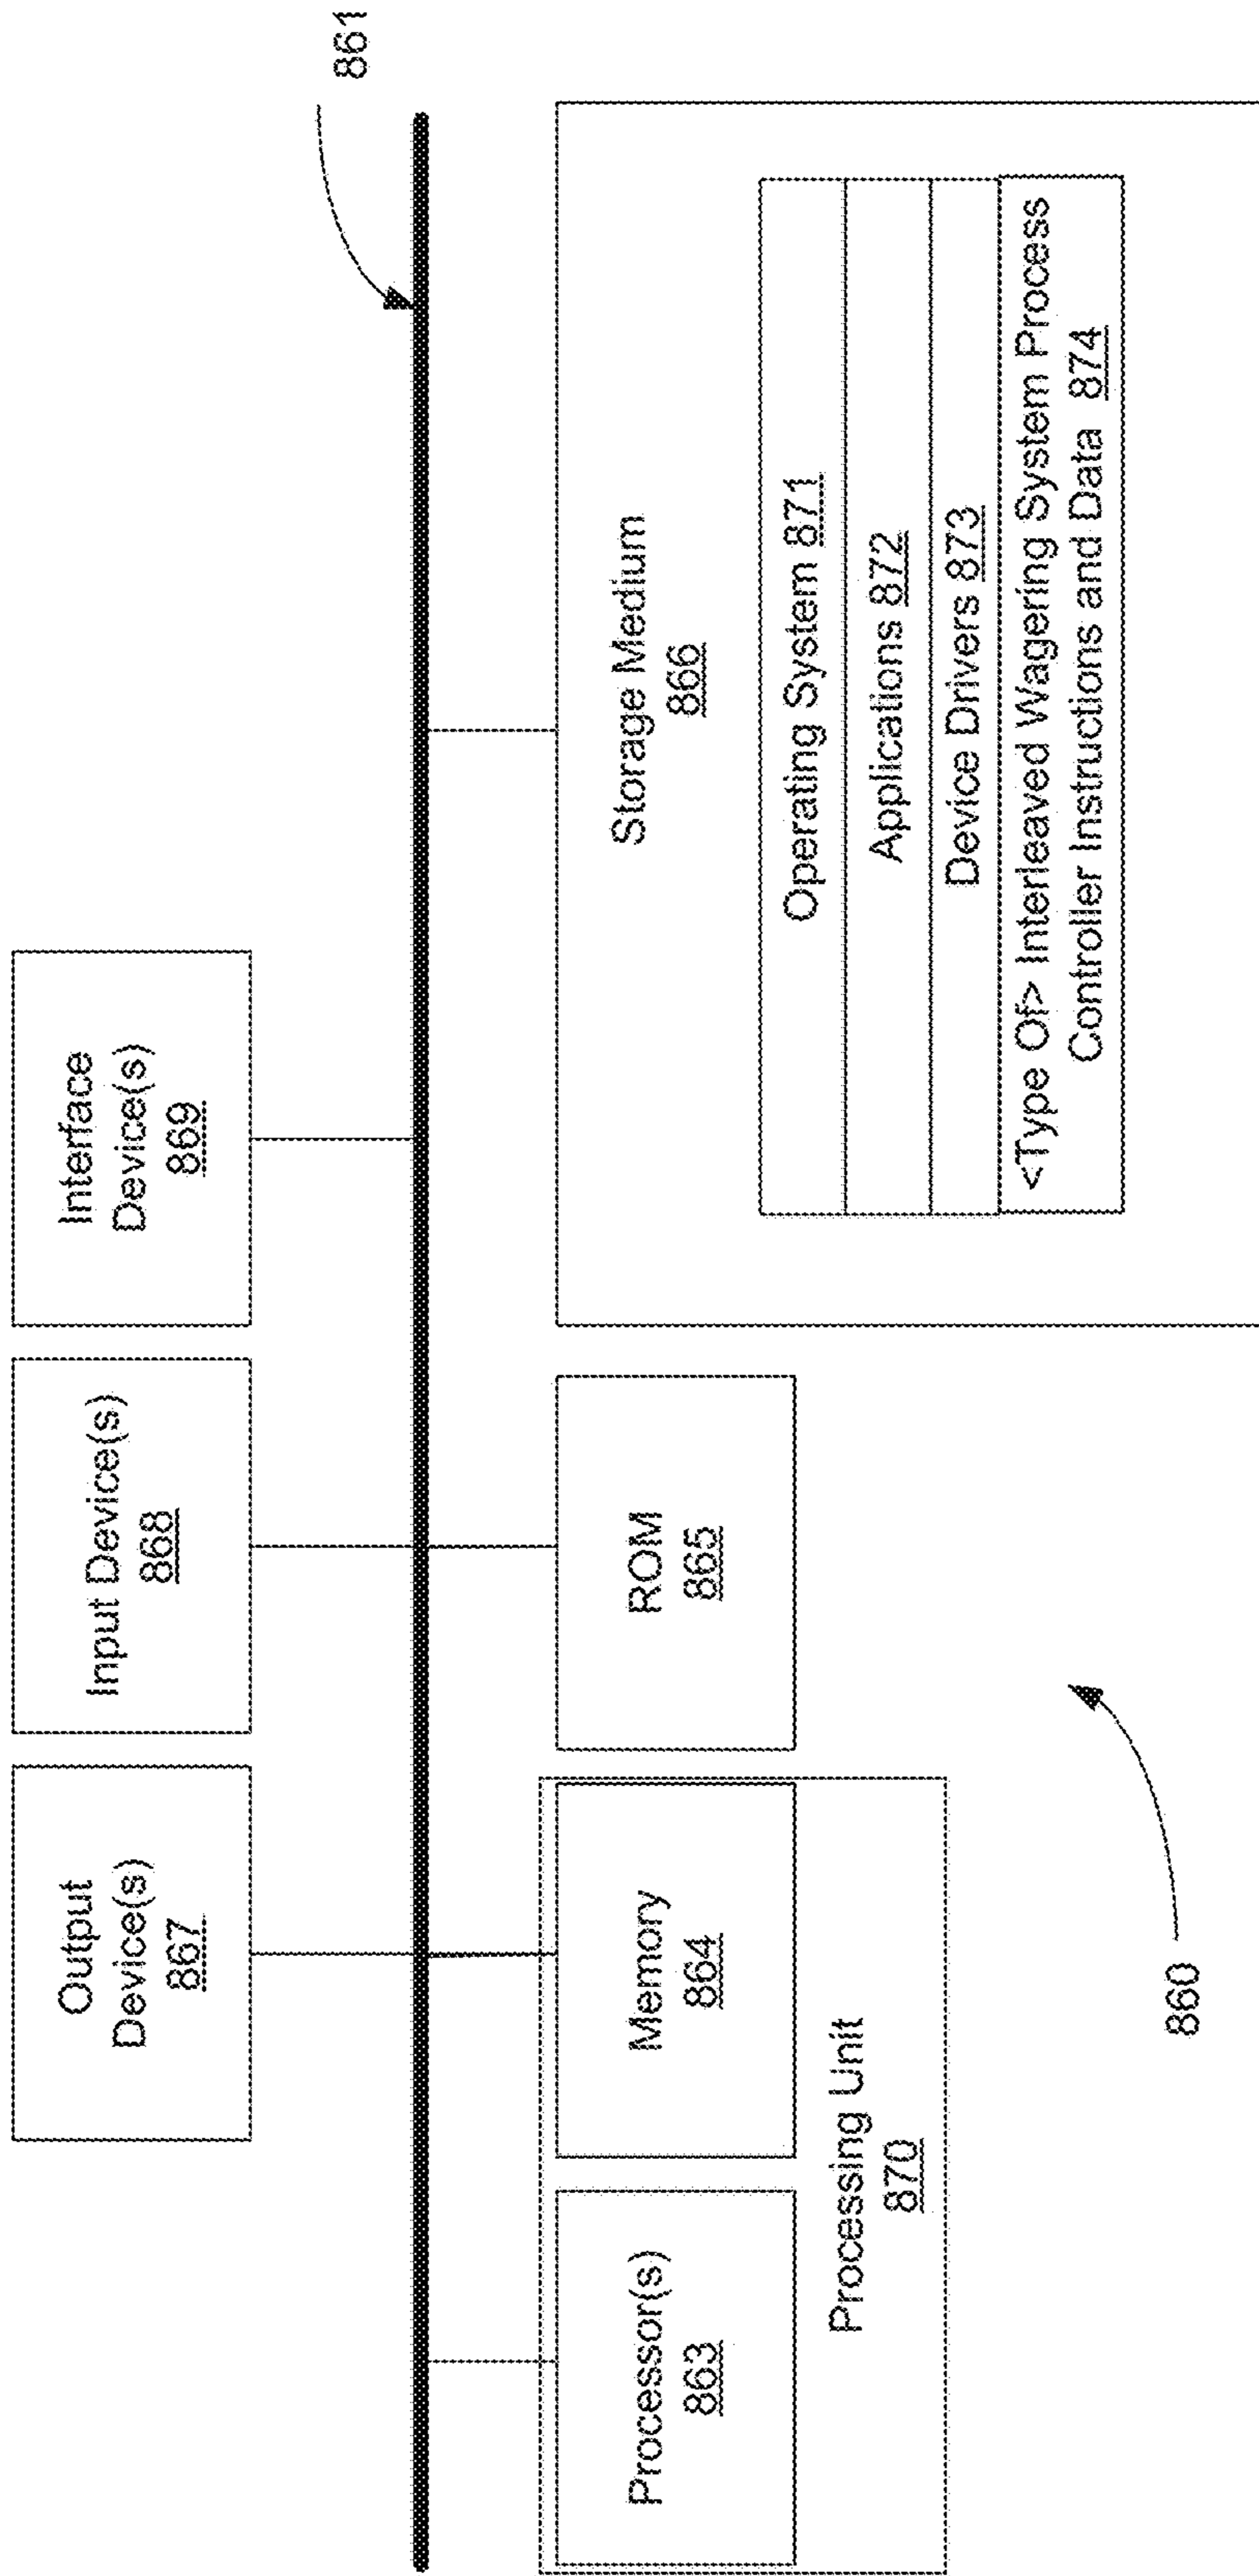 Output
Device(s)
867
Input Device(s)
868
Interface
Device(s)
869
861
Processor(s)
863
Memory
864
Processing Unit
870
ROM
865
Storage Medium
866
Operating System 871
Applications 872
Device Drivers 873
<Type Of> Interleaved Wagering System Process
Controller Instructions and Data 874
860